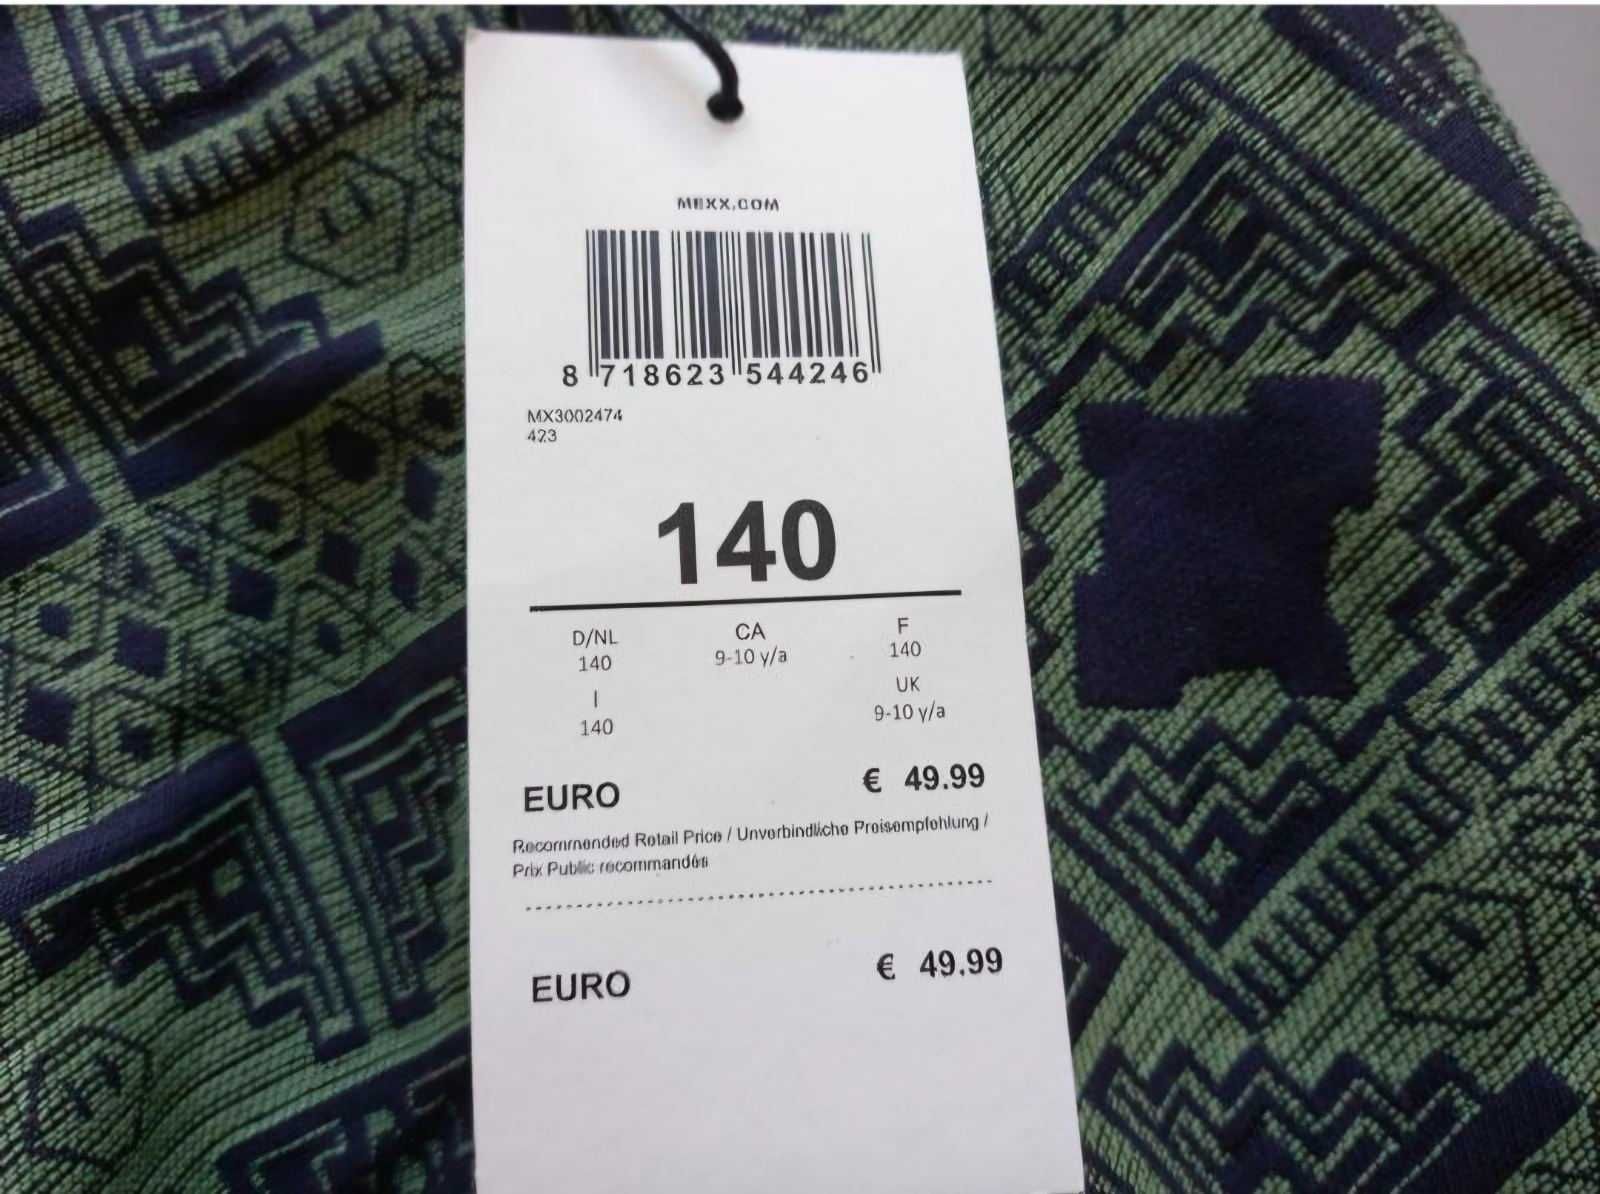 MEXX.COM
8 718623 544246
MX3002474
423
140
D/NL CA F
140 9-10 y/a 140
I UK
140 9-10 y/a
EURO € 49.99
Recommended Retail Price / Unverbindliche Preisempfehlung /
Prix Public recommandés
EURO € 49.99